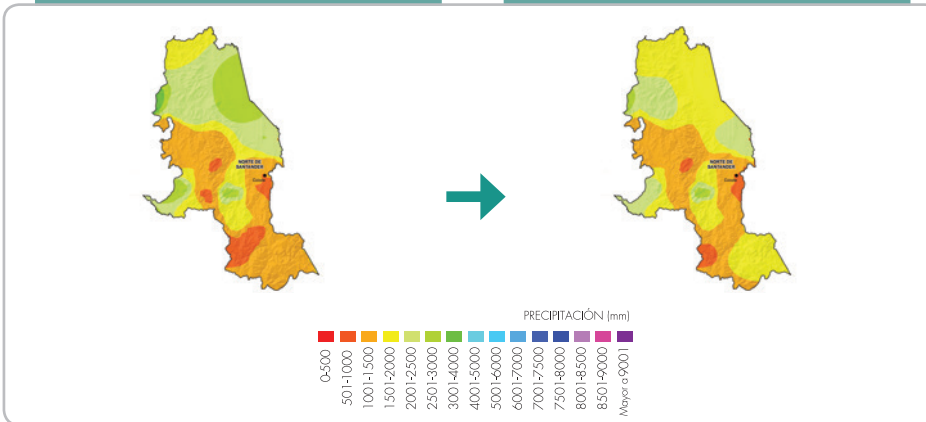 NORTE DE
SANTANDER
Cúcuta
NORTE DE
SANTANDER
Cúcuta
PRECIPITACIÓN (mm)
0-500
501-1000
1001-1500
1501-2000
2001-2500
2501-3000
3001-4000
4001-5000
5001-6000
6001-7000
7001-7500
7501-8000
8001-8500
8501-9000
Mayor a 9001